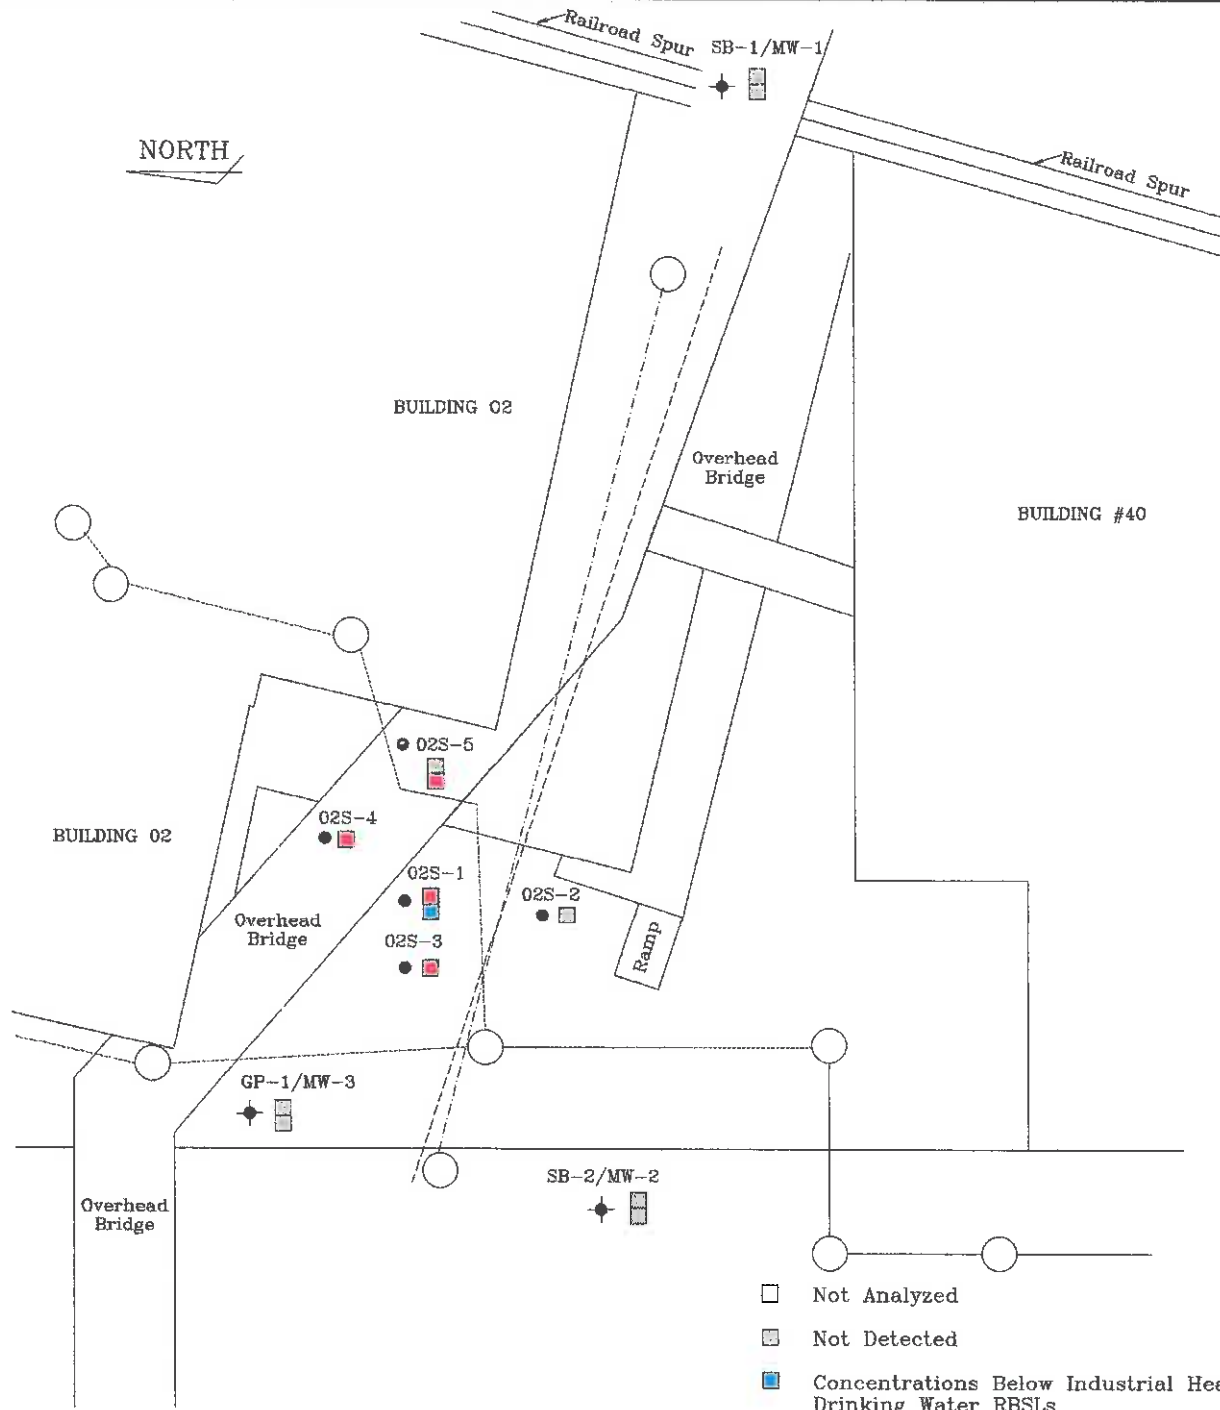 Railroad Spur
SB-1/MW-1
NORTH
Railroad Spur
BUILDING 02
Overhead
Bridge
BUILDING #40
02S-5
02S-4
BUILDING 02
02S-1
02S-2
Overhead
Bridge
02S-3
Ramp
GP-1/MW-3
SB-2/MW-2
Overhead
Bridge
Not Analyzed
Not Detected
Concentrations Below Industrial Hea
Drinking Water RBSLs